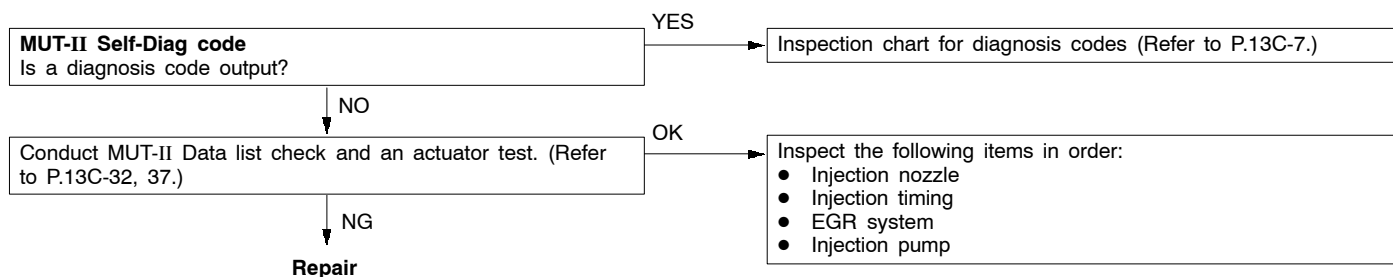 YES
MUT-II Self-Diag code
Is a diagnosis code output?
Inspection chart for diagnosis codes (Refer to P.13C-7.)
NO
OK
Conduct MUT-II Data list check and an actuator test. (Refer
to P.13C-32, 37.)
Inspect the following items in order:
● Injection nozzle
● Injection timing
● EGR system
● Injection pump
NG
Repair